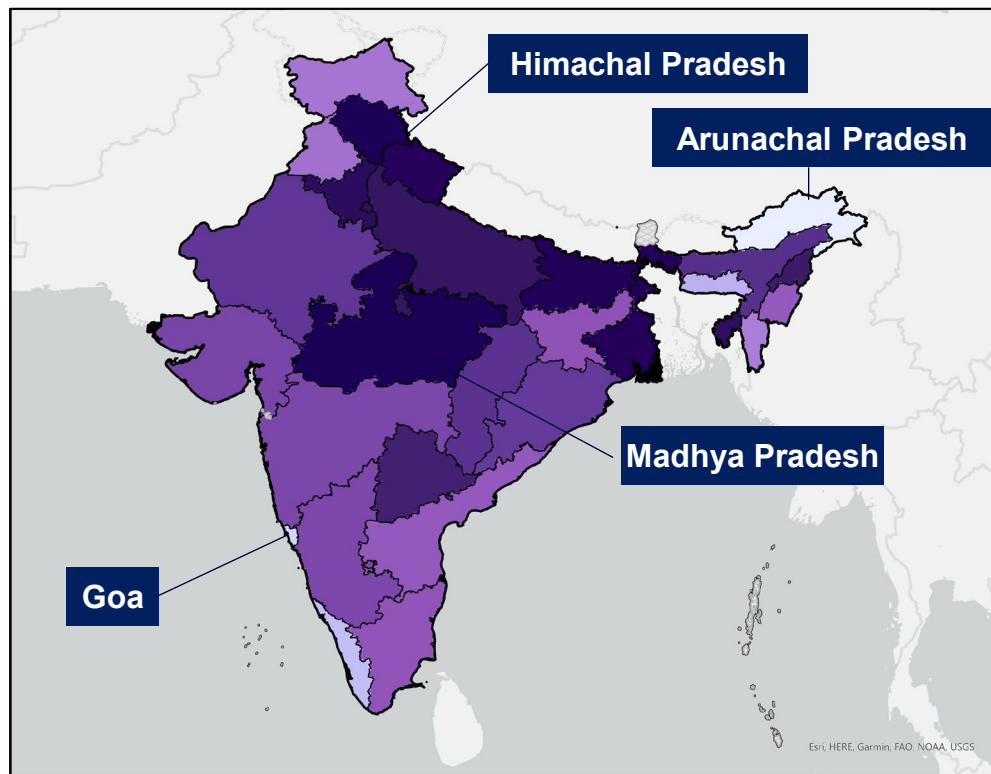 Himachal Pradesh
Arunachal Pradesh
Madhya Pradesh
Goa
Esri, HERE, Garmin, FAO, NOAA, USGS